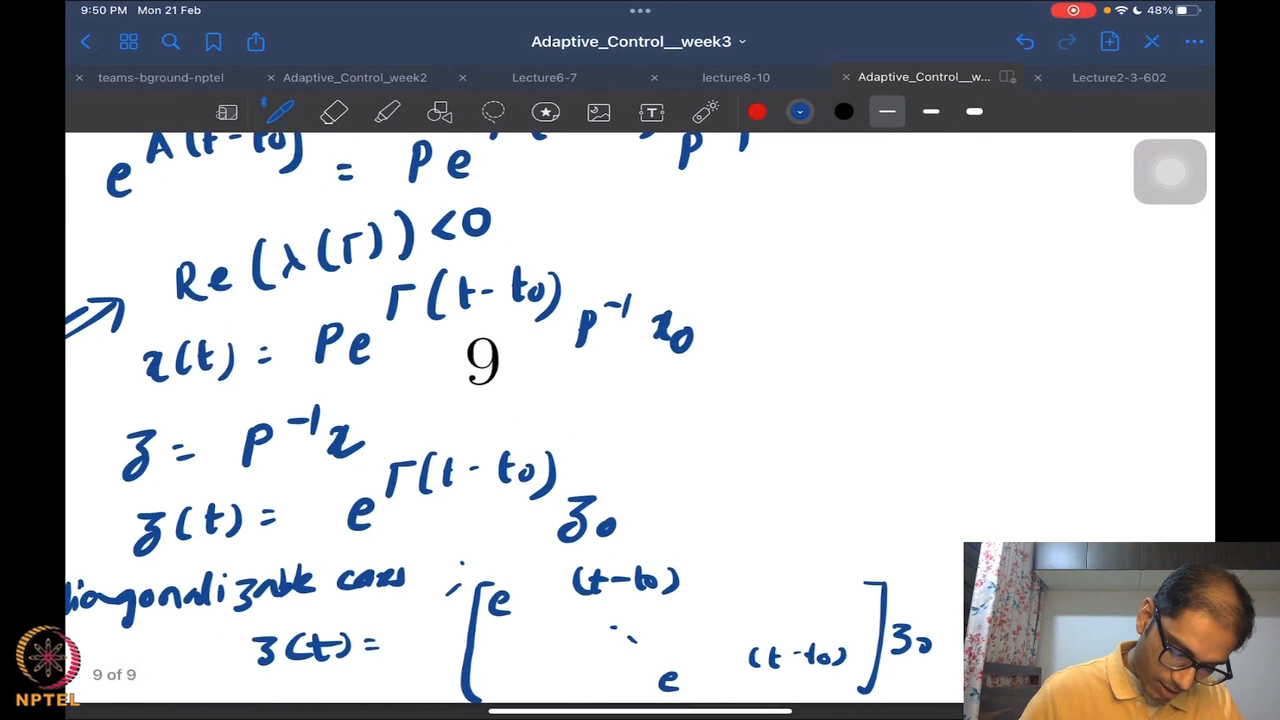 9:50 PM Mon 21 Feb
48%
Adaptive_Control__week3
teams-bground-nptel
Adaptive_Control_week2
Lecture6-7
lecture8-10
Adaptive_Control__w...
Lecture2-3-602
e^{A(t-t0)} = Pe P^{-1}
Re(λ(Γ)) < 0
x(t) = Pe^{Γ(t-t0)} P^{-1} x0
9
z = P^{-1}x
z(t) = e^{Γ(t-t0)} z0
diagonalizable cases :
z(t) = [e (t-t0) ⋱ e (t-t0)] z0
9 of 9
NPTEL